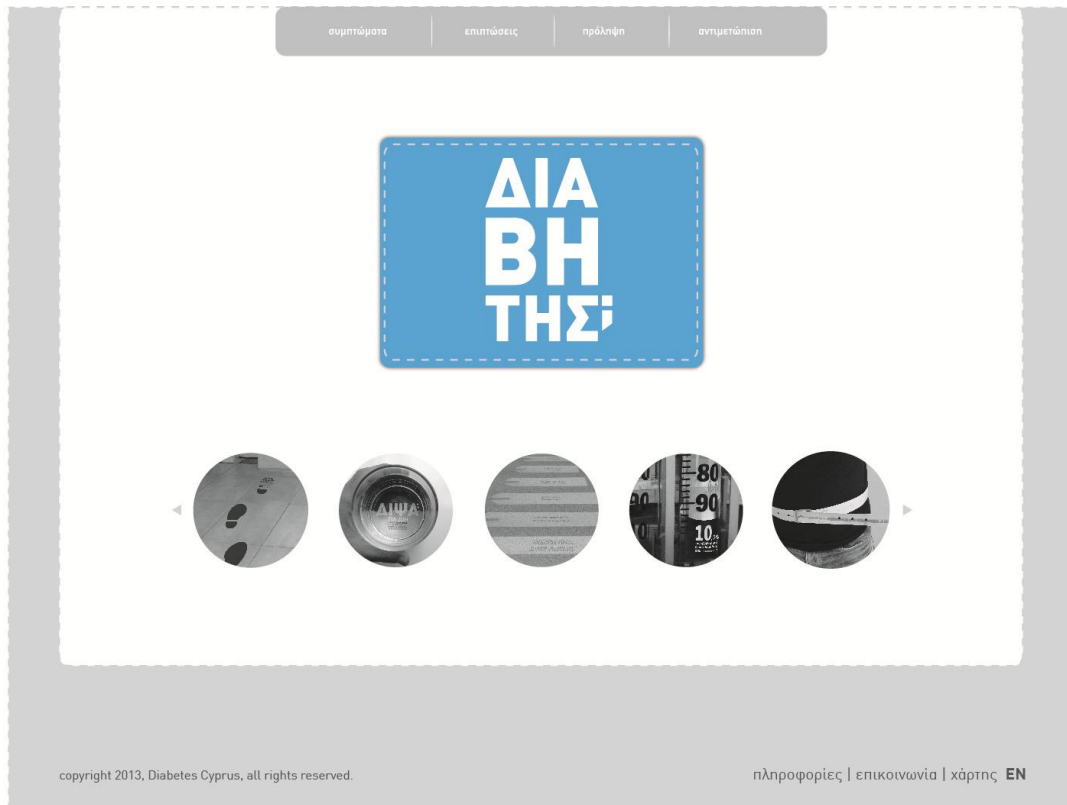 συμπτώματα επιπτώσεις πρόληψη αντιμετώπιση
ΔΙΑ
ΒΗ
ΤΗΣ;
ΔΙΨΑ
80
90
90
10
copyright 2013, Diabetes Cyprus, all rights reserved.
πληροφορίες | επικοινωνία | χάρτης EN